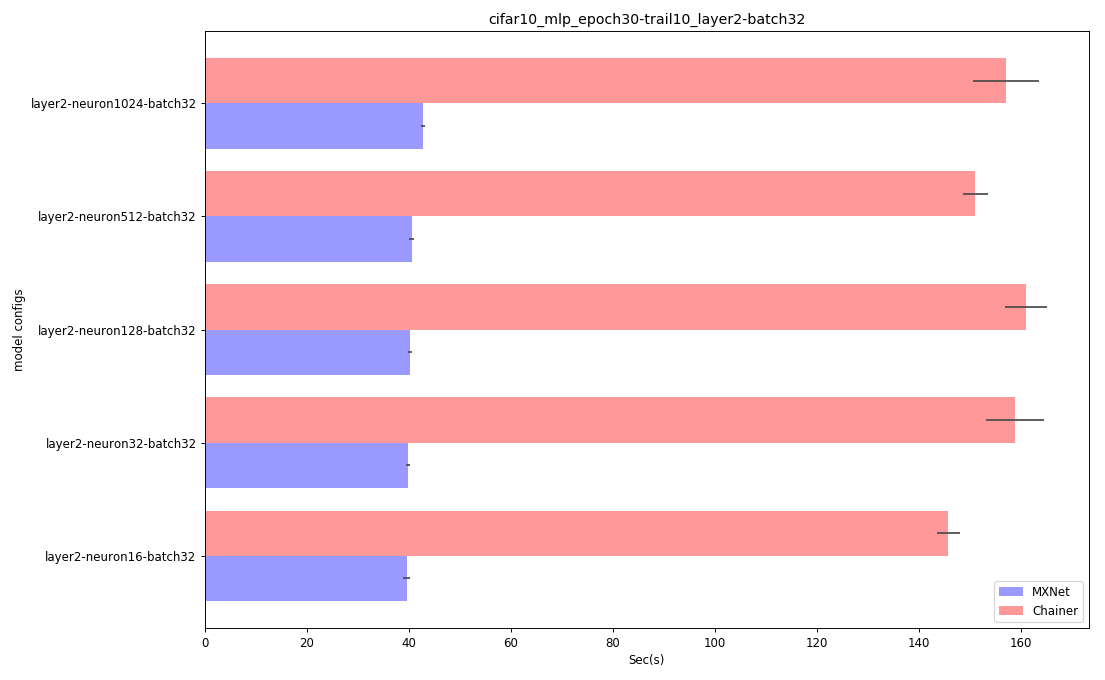 cifar10_mlp_epoch30-trail10_layer2-batch32
model configs
layer2-neuron1024-batch32
layer2-neuron512-batch32
layer2-neuron128-batch32
layer2-neuron32-batch32
layer2-neuron16-batch32
MXNet
Chainer
0 20 40 60 80 100 120 140 160
Sec(s)